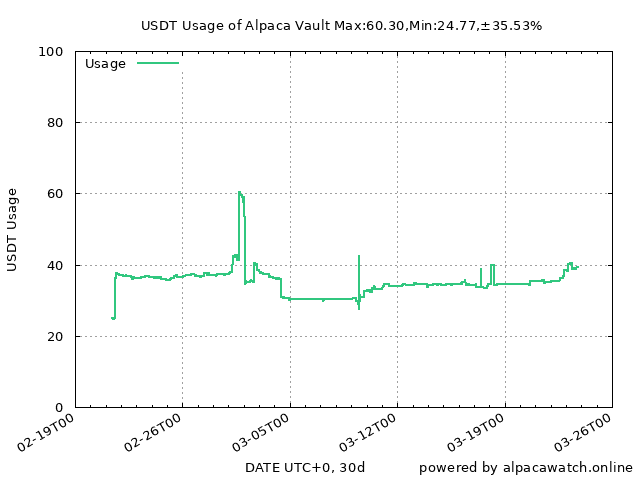 USDT Usage of Alpaca Vault Max:60.30,Min:24.77,±35.53%
100
Usage
80
60
USDT Usage
40
20
0
02-19T00
02-26T00
03-05T00
03-12T00
03-19T00
03-26T00
DATE UTC+0, 30d
powered by alpacawatch.online